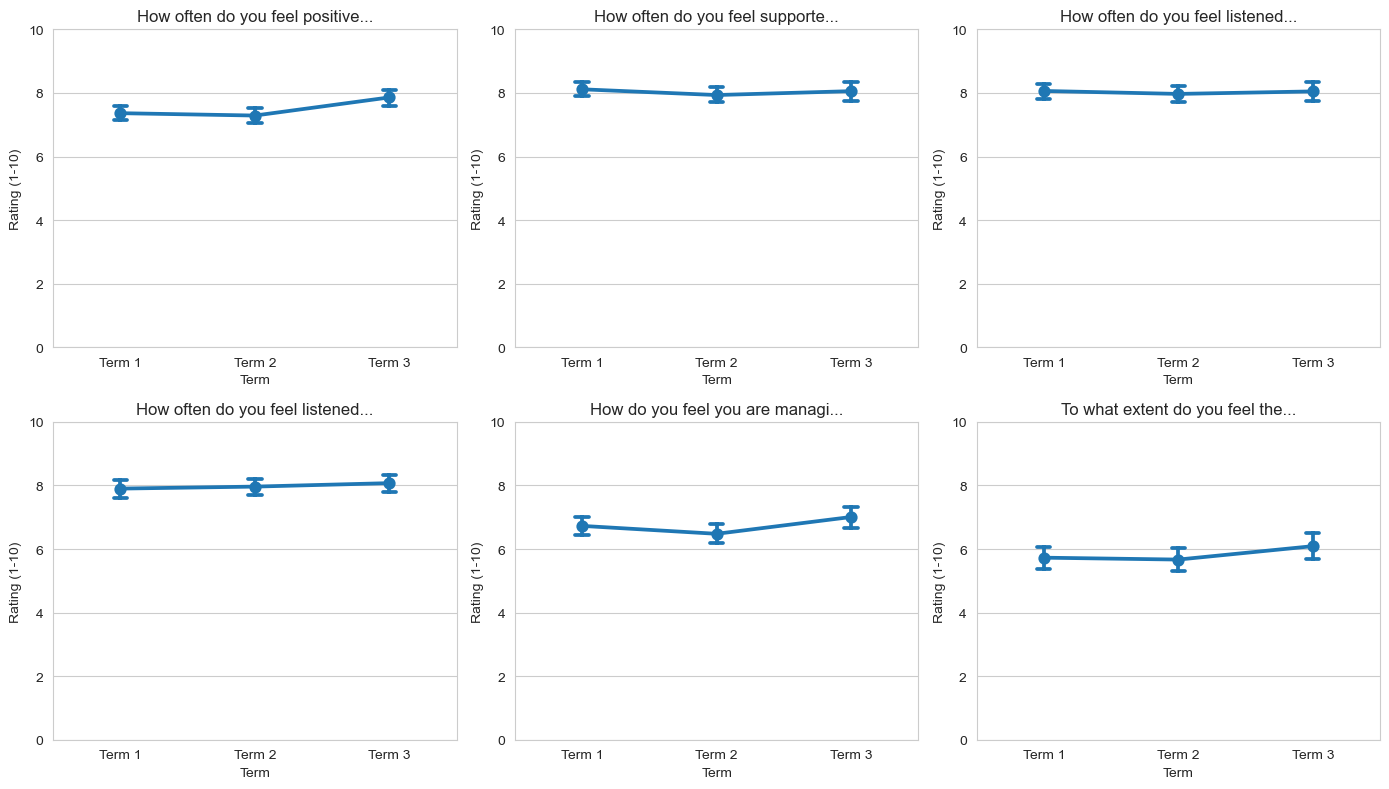 How often do you feel positive...
How often do you feel supporte...
How often do you feel listened...
10
8
6
4
2
0
Rating (1-10)
Term 1
Term 2
Term 3
Term
10
8
6
4
2
0
Rating (1-10)
Term 1
Term 2
Term 3
Term
10
8
6
4
2
0
Rating (1-10)
Term 1
Term 2
Term 3
Term
How often do you feel listened...
How do you feel you are managi...
To what extent do you feel the...
10
8
6
4
2
0
Rating (1-10)
Term 1
Term 2
Term 3
Term
10
8
6
4
2
0
Rating (1-10)
Term 1
Term 2
Term 3
Term
10
8
6
4
2
0
Rating (1-10)
Term 1
Term 2
Term 3
Term